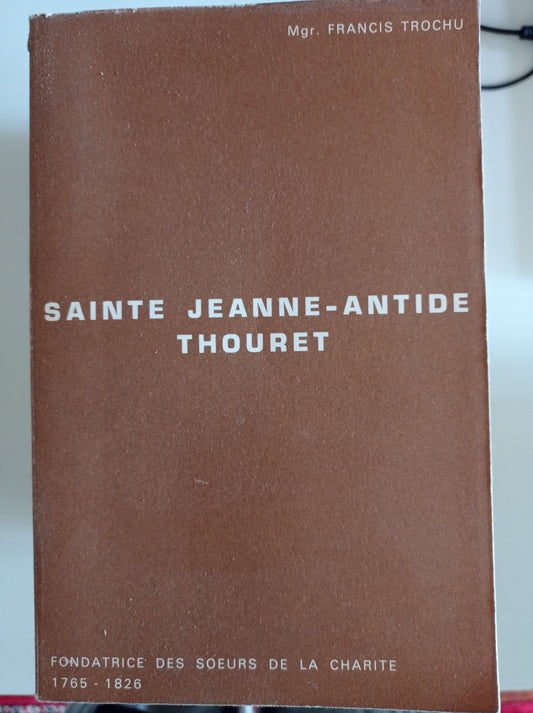 Mgr. FRANCIS TROCHU
SAINTE JEANNE-ANTIDE
THOURET
FONDATRICE DES SOEURS DE LA CHARITE
1765 - 1826